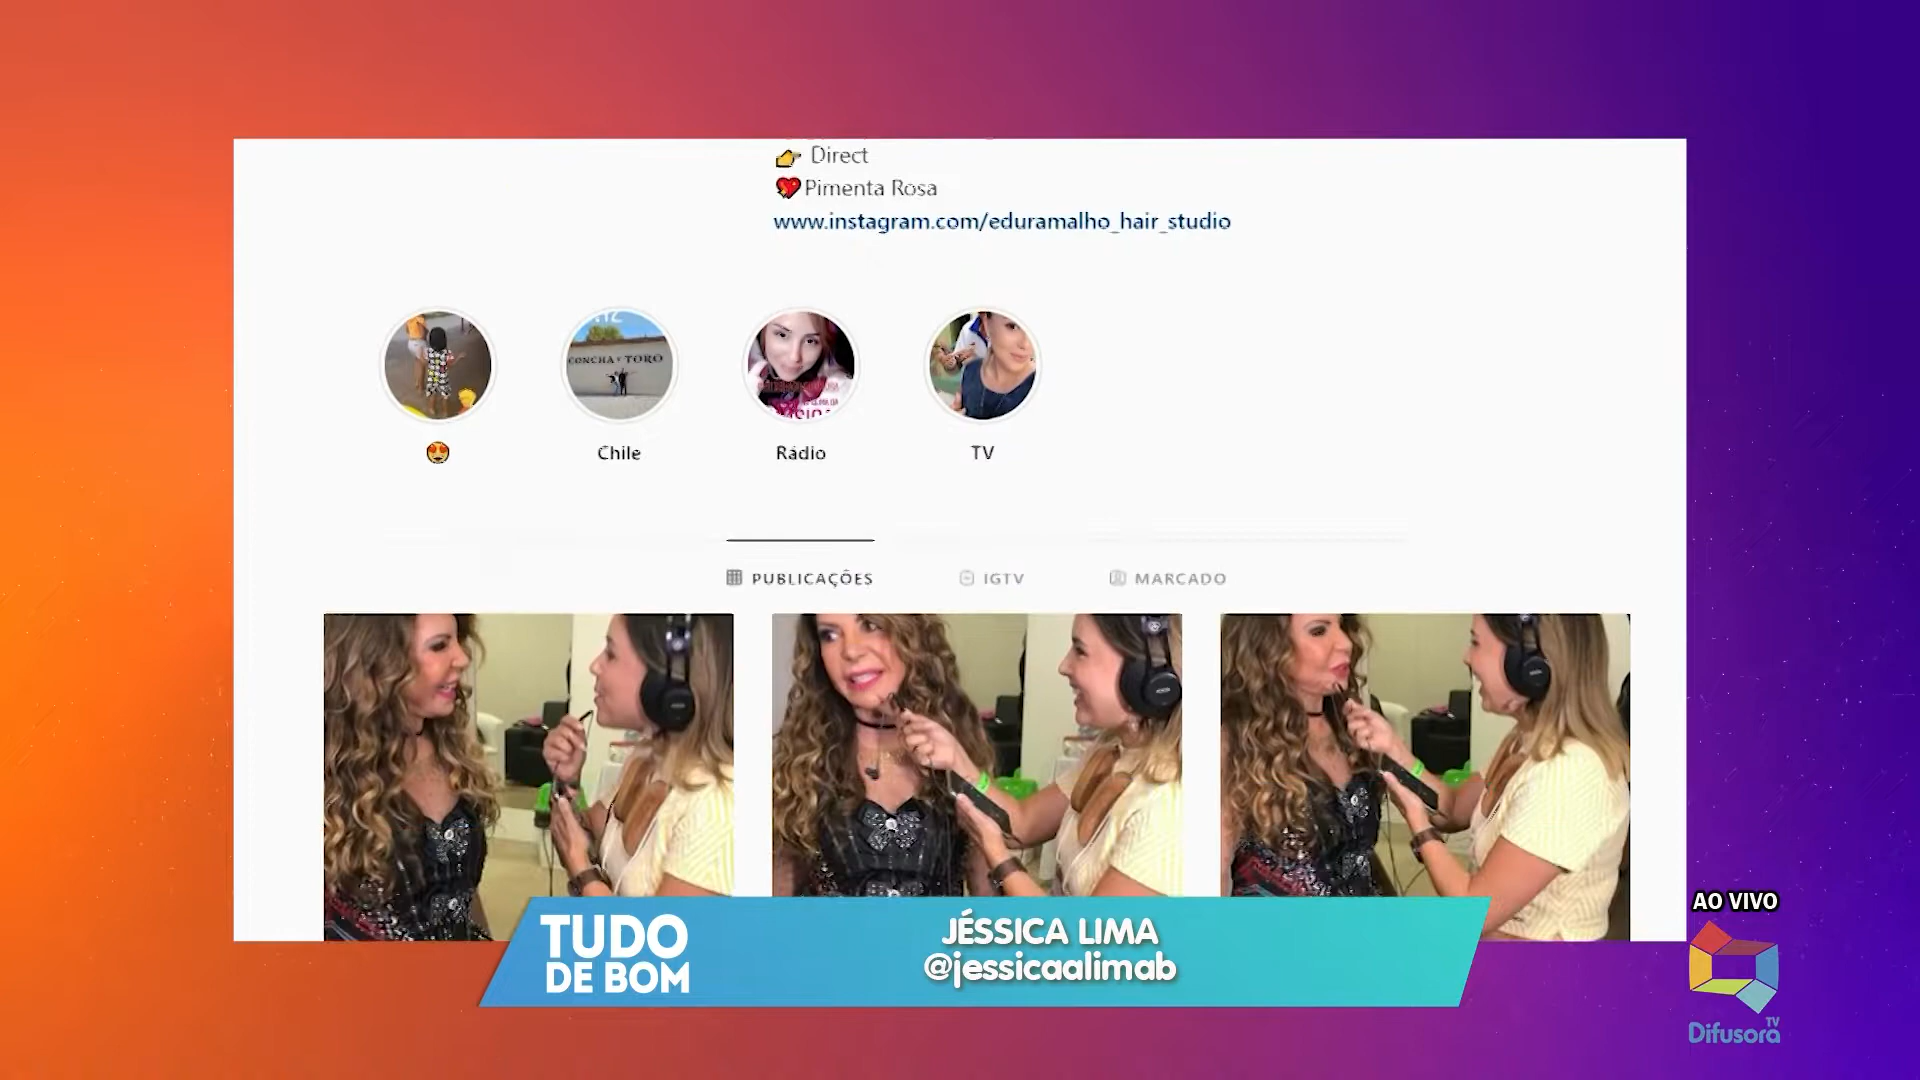 Direct
Pimenta Rosa
www.instagram.com/eduramalho_hair_studio
CONCHA Y TORO
Chile
Rádio
TV
PUBLICAÇÕES
IGTV
MARCADO
TUDO
DE BOM
JÉSSICA LIMA
@jessicaalimab
AO VIVO
TV
Difusora